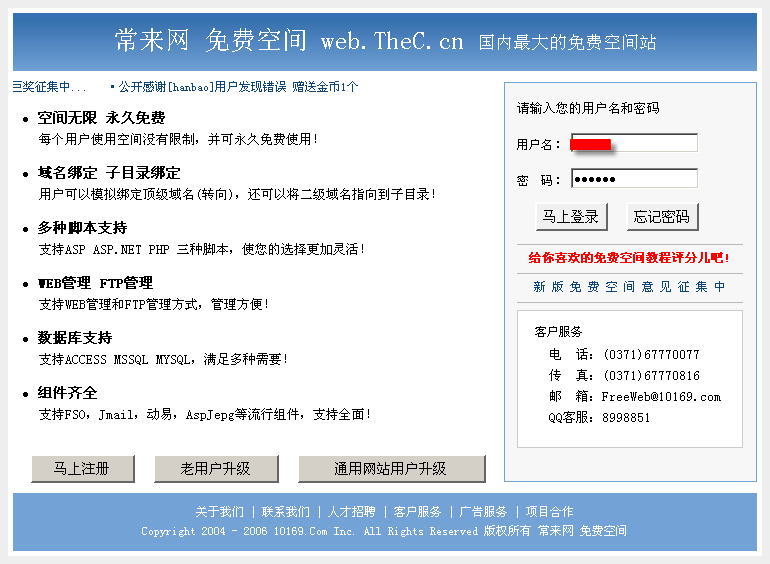 常来网 免费空间 web.TheC.cn 国内最大的免费空间站
巨奖征集中... ·公开感谢[hanbao]用户发现错误 赠送金币1个
空间无限 永久免费
每个用户使用空间没有限制，并可永久免费使用！
域名绑定 子目录绑定
用户可以模拟绑定顶级域名(转向)，还可以将二级域名指向到子目录！
多种脚本支持
支持ASP ASP.NET PHP 三种脚本，使您的选择更加灵活！
WEB管理 FTP管理
支持WEB管理和FTP管理方式，管理方便！
数据库支持
支持ACCESS MSSQL MYSQL，满足多种需要！
组件齐全
支持FSO，Jmail，动易，AspJepg等流行组件，支持全面！
马上注册 老用户升级 通用网站用户升级
请输入您的用户名和密码
用户名：
密 码：●●●●●●
马上登录 忘记密码
给你喜欢的免费空间教程评分儿吧！
新版免费空间意见征集中
客户服务
电 话：(0371)67770077
传 真：(0371)67770816
邮 箱：FreeWeb@10169.com
QQ客服：8998851
关于我们 | 联系我们 | 人才招聘 | 客户服务 | 广告服务 | 项目合作
Copyright 2004 - 2006 10169.Com Inc. All Rights Reserved 版权所有 常来网 免费空间